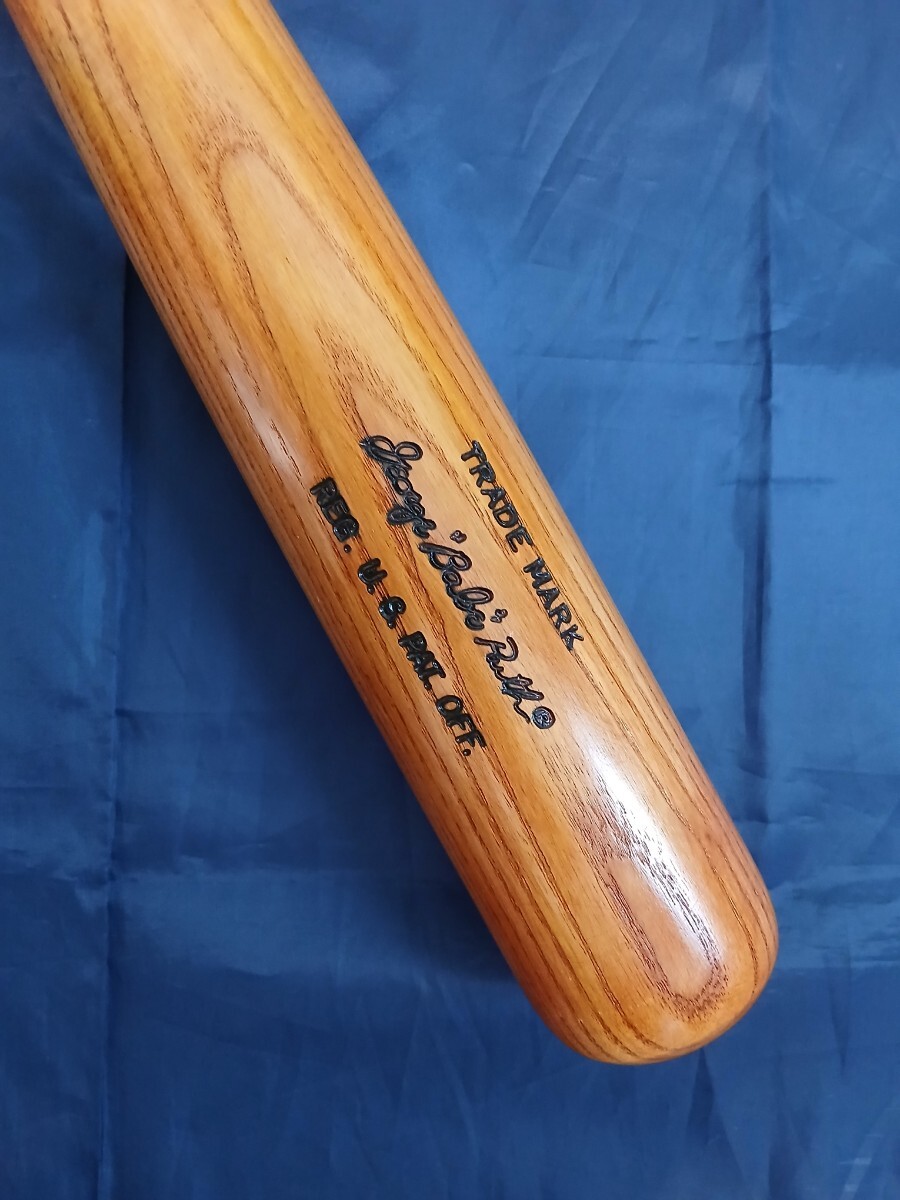 TRADE MARK
George "Babe" Ruth®
REG. U. S. PAT. OFF.